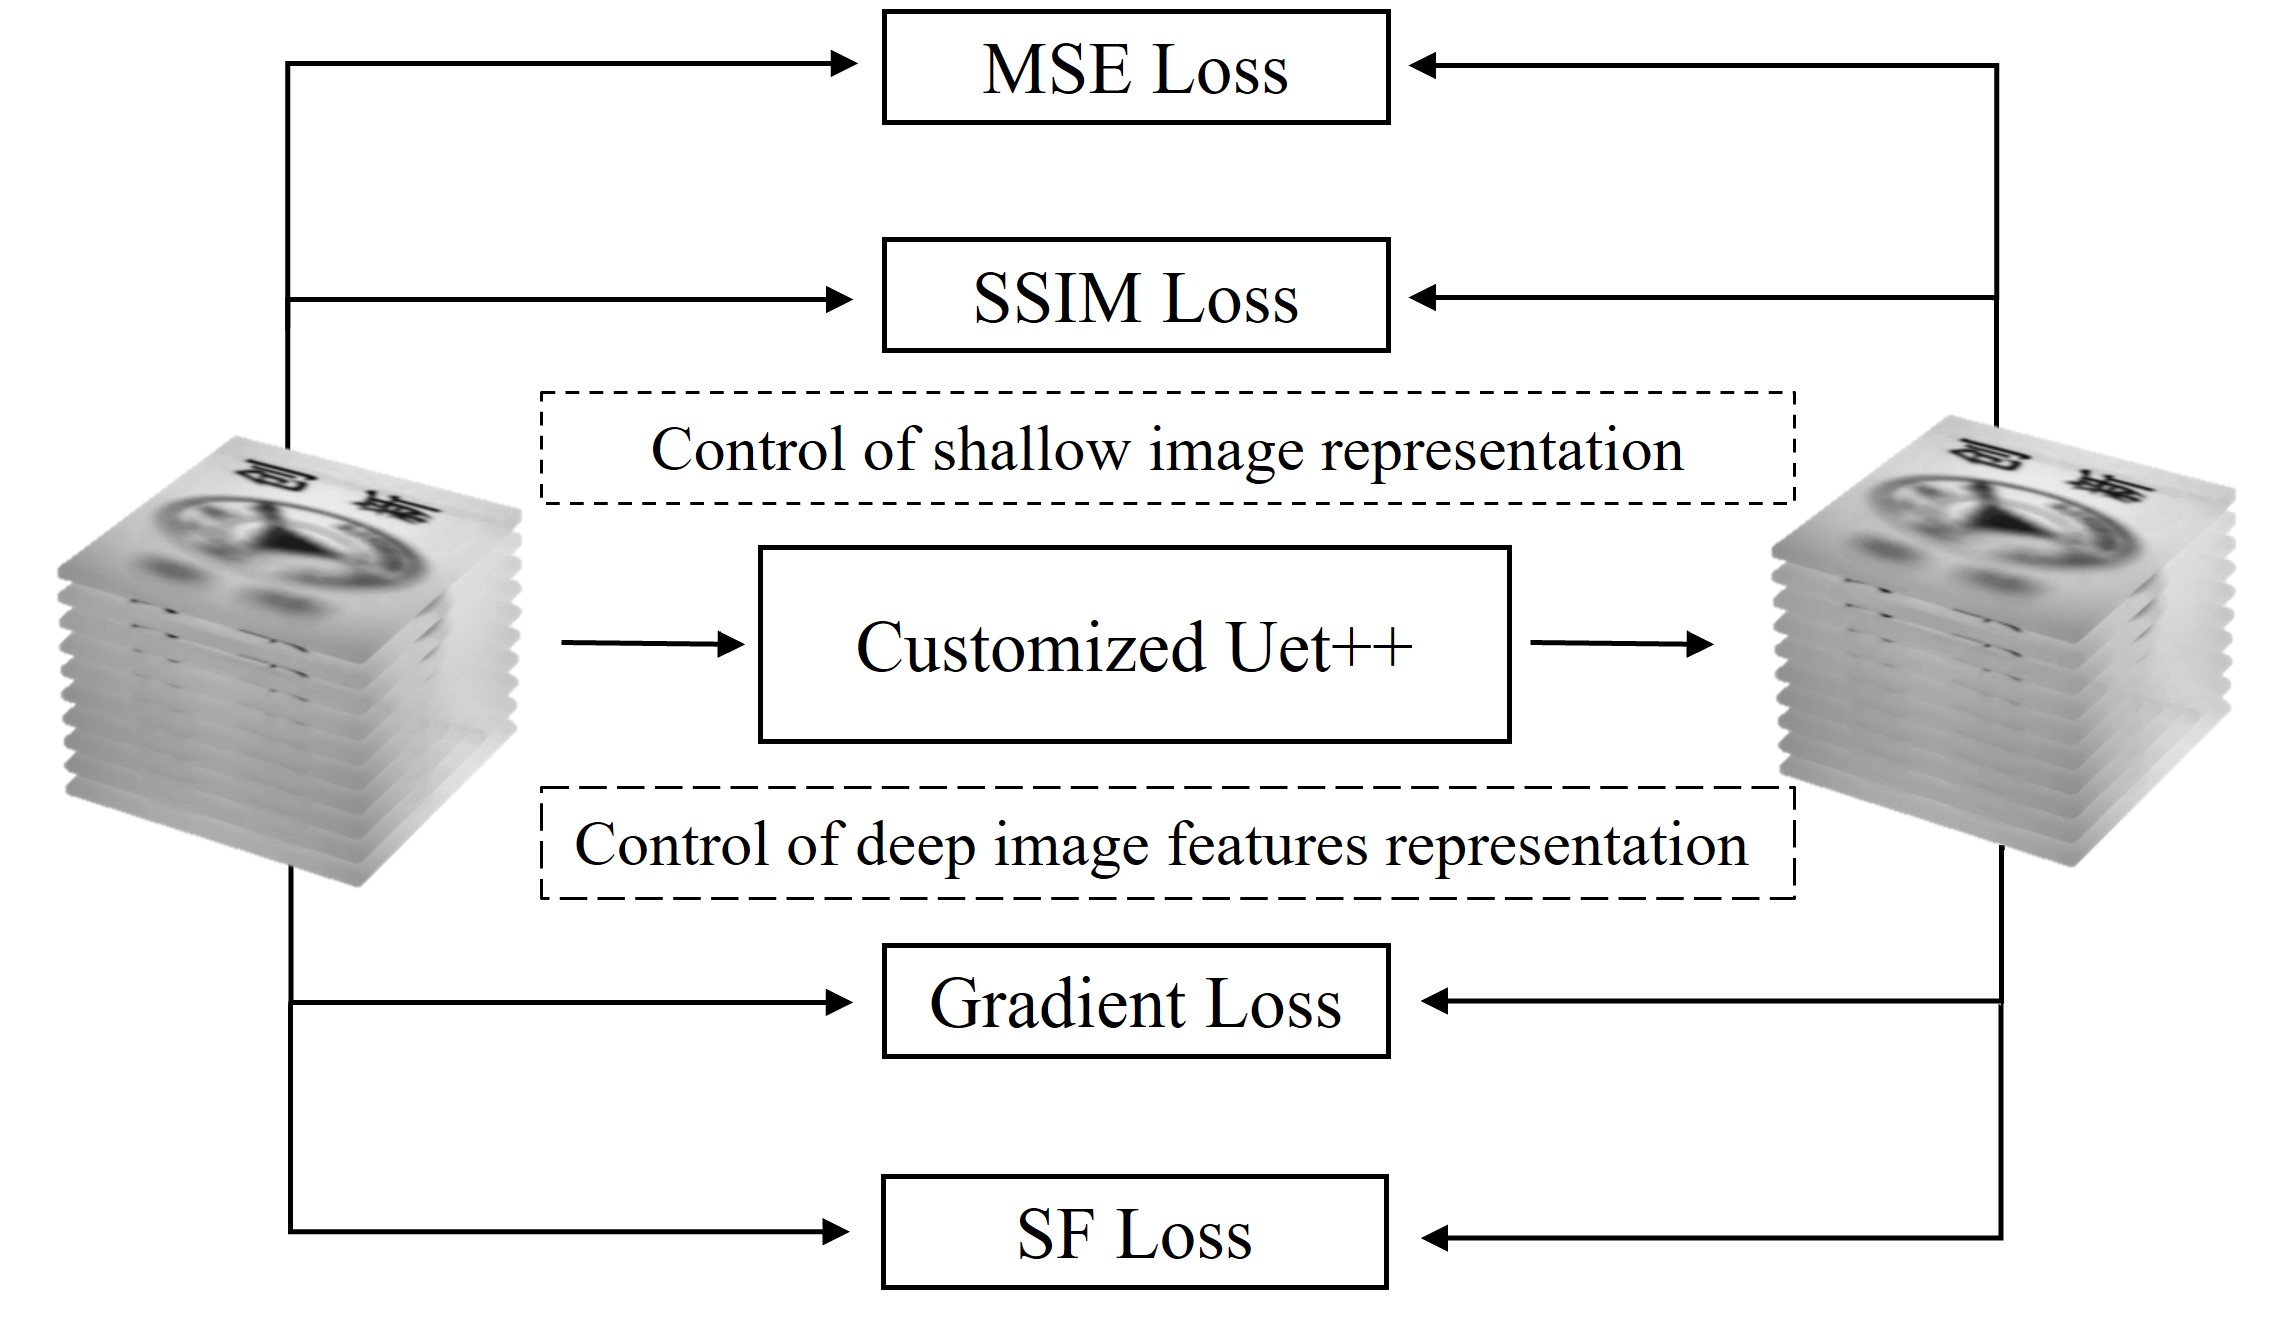 MSE Loss
SSIM Loss
Control of shallow image representation
Customized Uet++
Control of deep image features representation
Gradient Loss
SF Loss